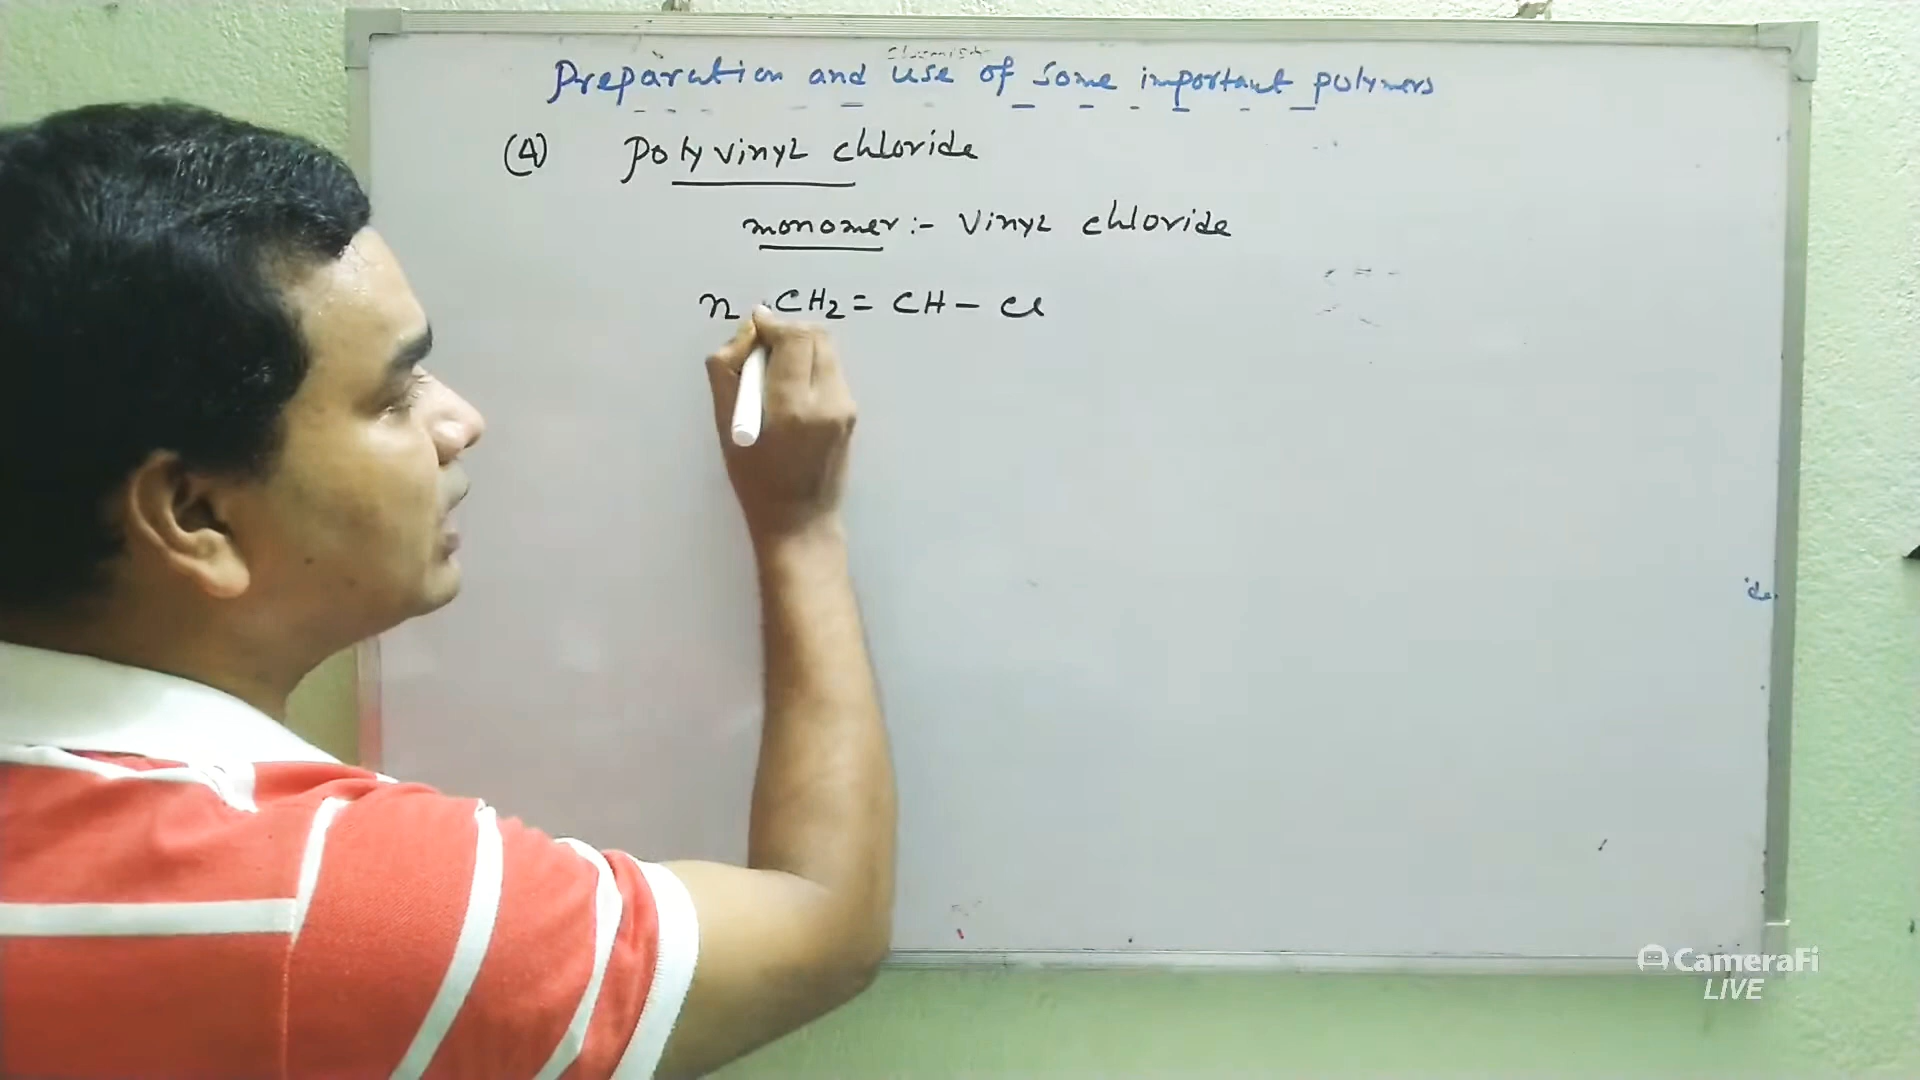 Preparation and use of some important polymers
(4) polyvinyl chloride
monomer:- Vinyl chloride
n CH2 = CH - Cl
CameraFi
LIVE